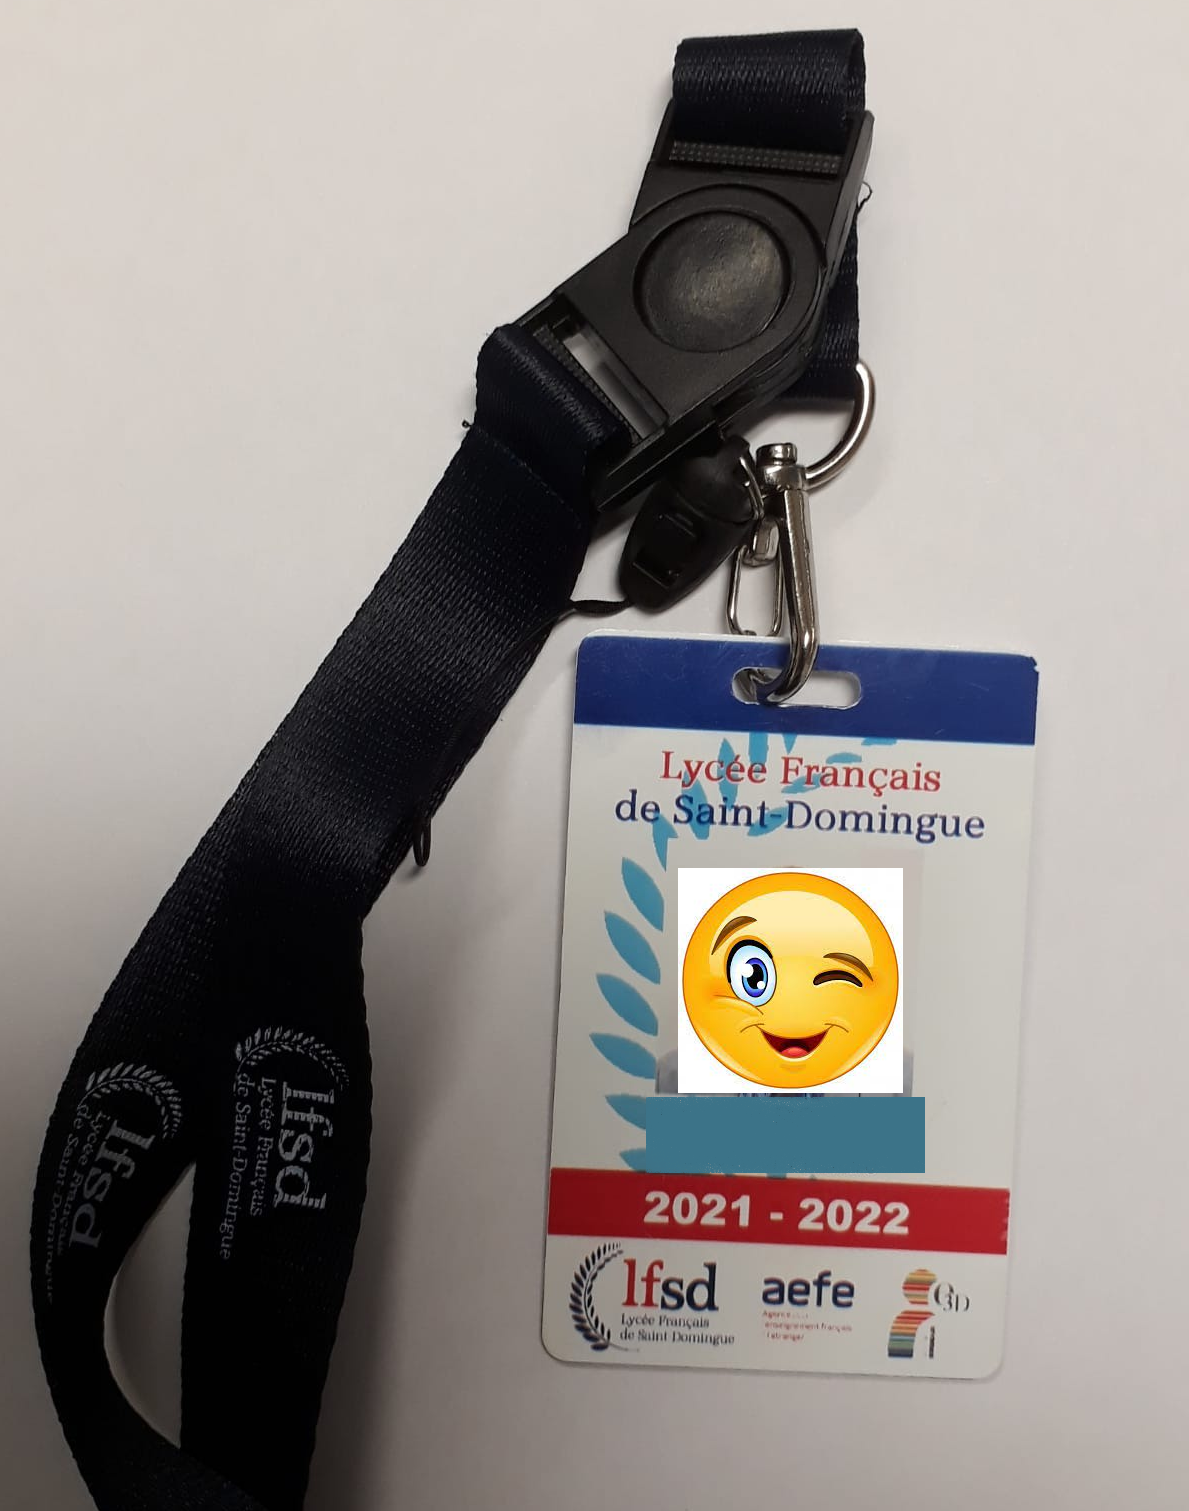 Lycée Français
de Saint-Domingue
2021 - 2022
lfsd
Lycée Français
de Saint Domingue
aefe
Agence
enseignement français
l'étranger
G3D
lfsd
Lycée Français
de Saint-Domingue
lfsd
Lycée Français
de Saint-Domingue